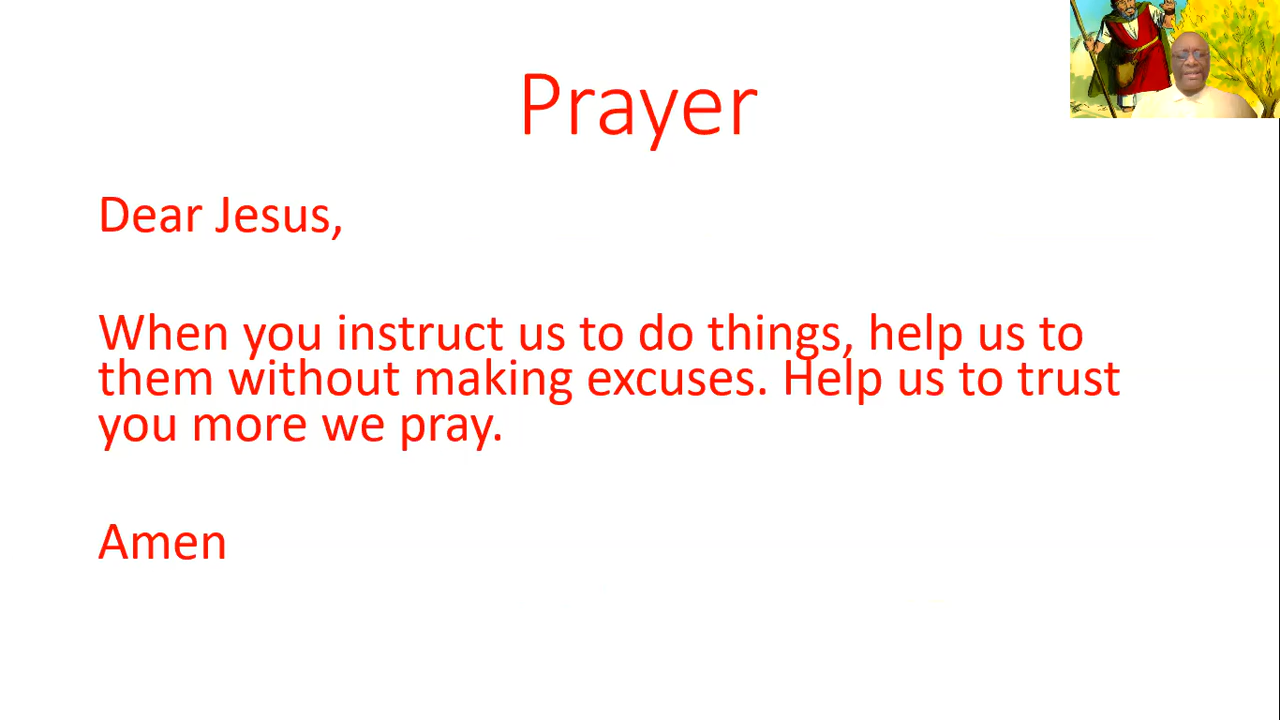 Prayer
Dear Jesus,
When you instruct us to do things, help us to
them without making excuses. Help us to trust
you more we pray.
Amen